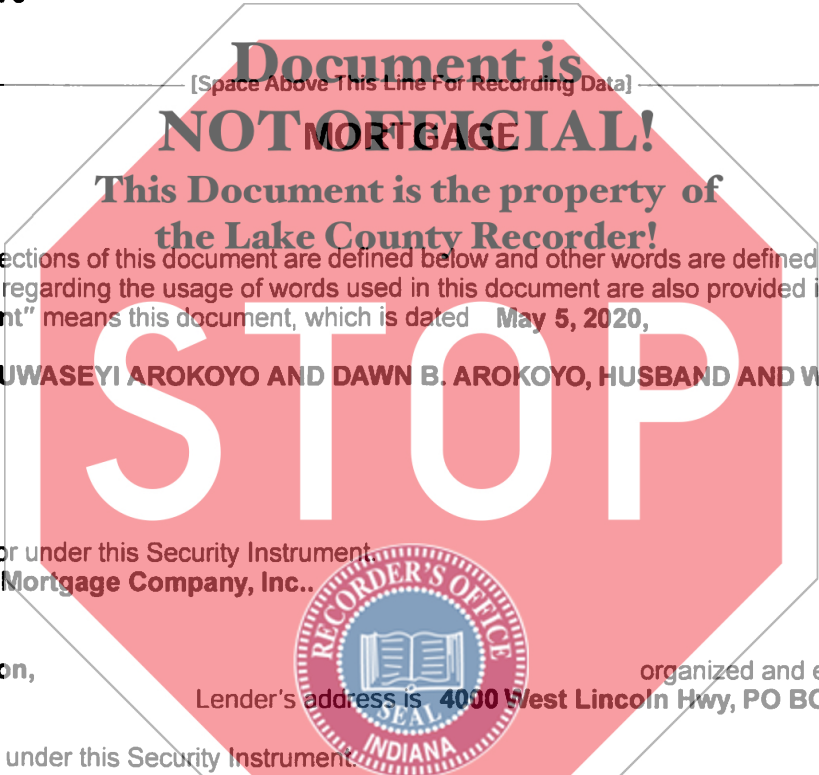 Document is
[Space Above This Line For Recording Data]
NOT OFFICIAL!
MORTGAGE
This Document is the property of
the Lake County Recorder!
ections of this document are defined below and other words are defined
regarding the usage of words used in this document are also provided i
nt" means this document, which is dated May 5, 2020,
UWASEYI AROKOYO AND DAWN B. AROKOYO, HUSBAND AND W
STOP
or under this Security Instrument.
Mortgage Company, Inc..
RECORDER'S OFFICE
on,
organized and e
Lender's address is 4000 West Lincoln Hwy, PO BO
SEAL
INDIANA
under this Security Instrument.